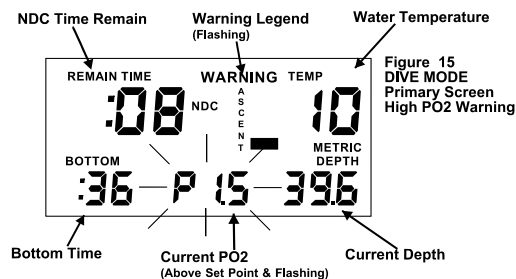 NDC Time Remain
Warning Legend
(Flashing)
Water Temperature
REMAIN TIME
WARNING
TEMP
:08
NDC
ASCENT
10
Figure 15
DIVE MODE
Primary Screen
High PO2 Warning
BOTTOM
METRIC
DEPTH
:36
P 1.5
39.6
Bottom Time
Current PO2
(Above Set Point & Flashing)
Current Depth